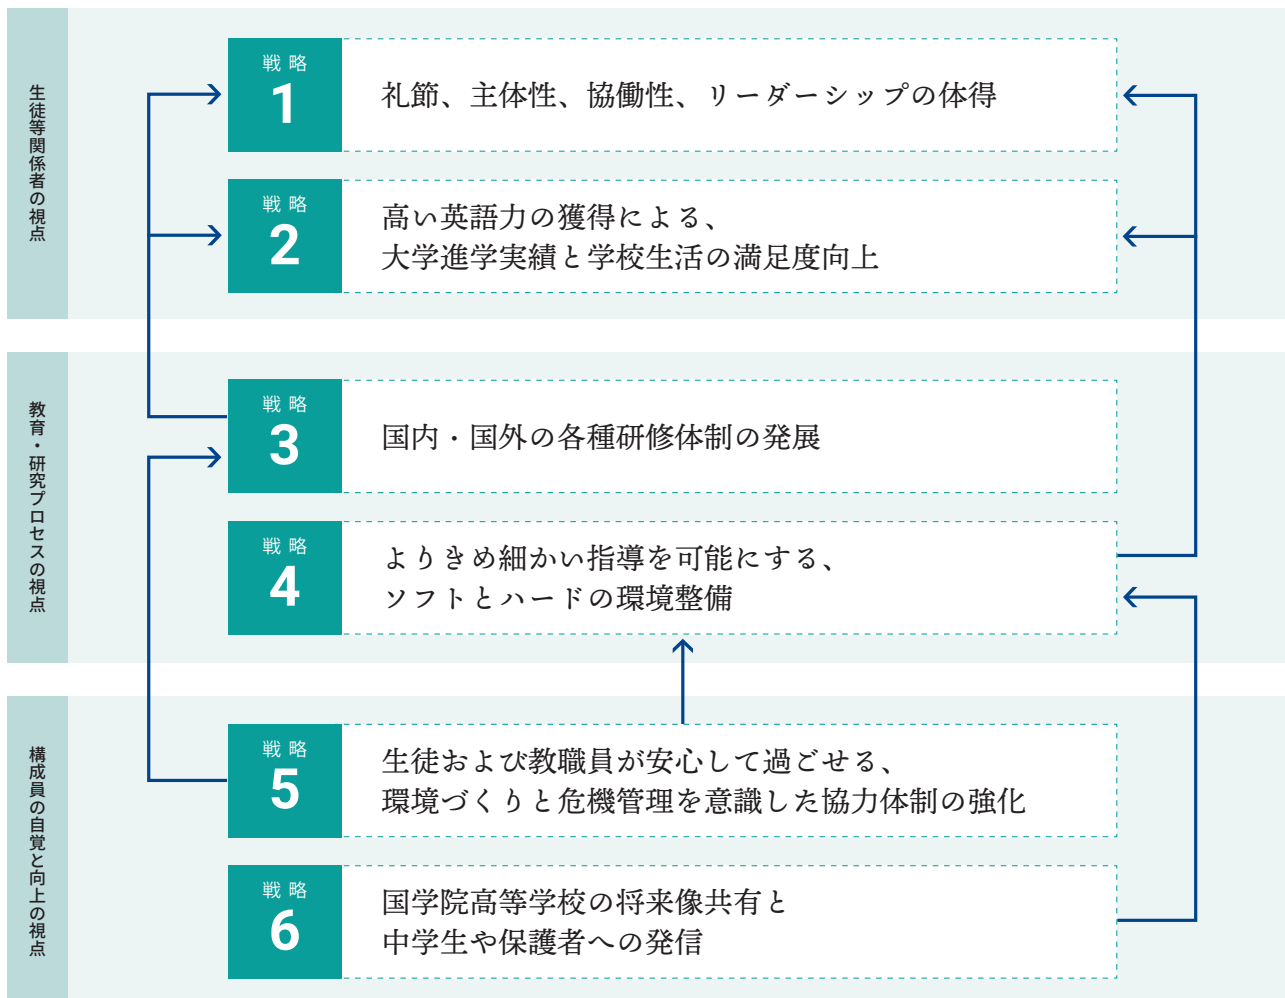 生徒等関係者の視点
戦略
1
礼節、主体性、協働性、リーダーシップの体得
戦略
2
高い英語力の獲得による、
大学進学実績と学校生活の満足度向上
教育・研究プロセスの視点
戦略
3
国内・国外の各種研修体制の発展
戦略
4
よりきめ細かい指導を可能にする、
ソフトとハードの環境整備
構成員の自覚と向上の視点
戦略
5
生徒および教職員が安心して過ごせる、
環境づくりと危機管理を意識した協力体制の強化
戦略
6
国学院高等学校の将来像共有と
中学生や保護者への発信